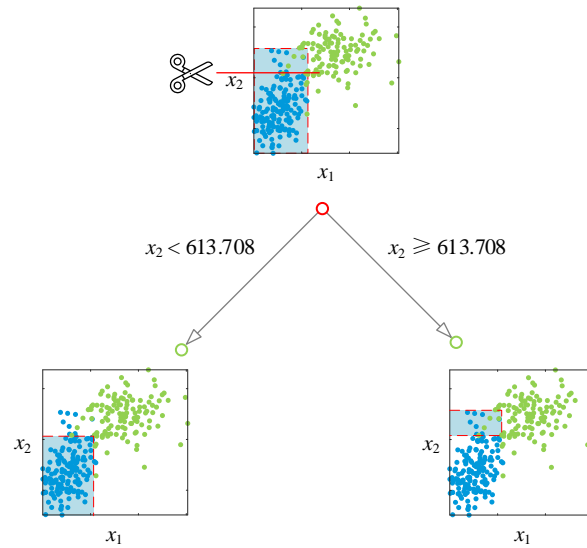 x₂
x₁
x₂ < 613.708
x₂ ⩾ 613.708
x₂
x₁
x₂
x₁